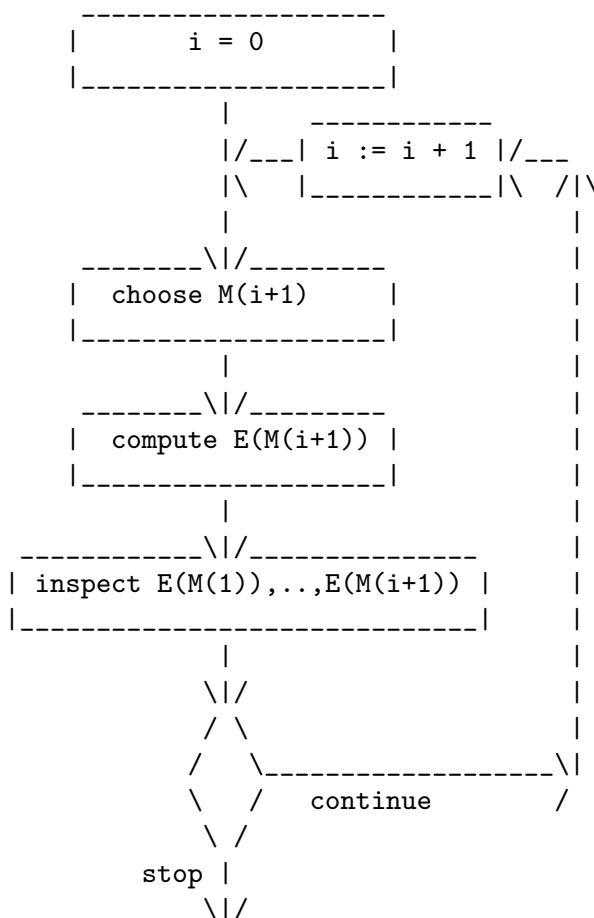 i = 0
i := i + 1
choose M(i+1)
compute E(M(i+1))
inspect E(M(1)),..,E(M(i+1))
continue
stop